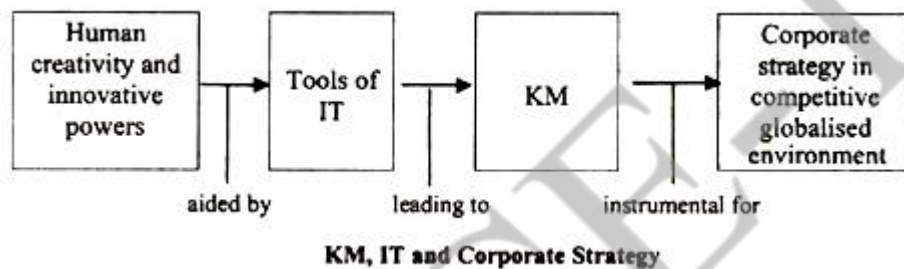 Human
creativity and
innovative
powers
Tools of
IT
KM
Corporate
strategy in
competitive
globalised
environment
aided by
leading to
instrumental for
KM, IT and Corporate Strategy